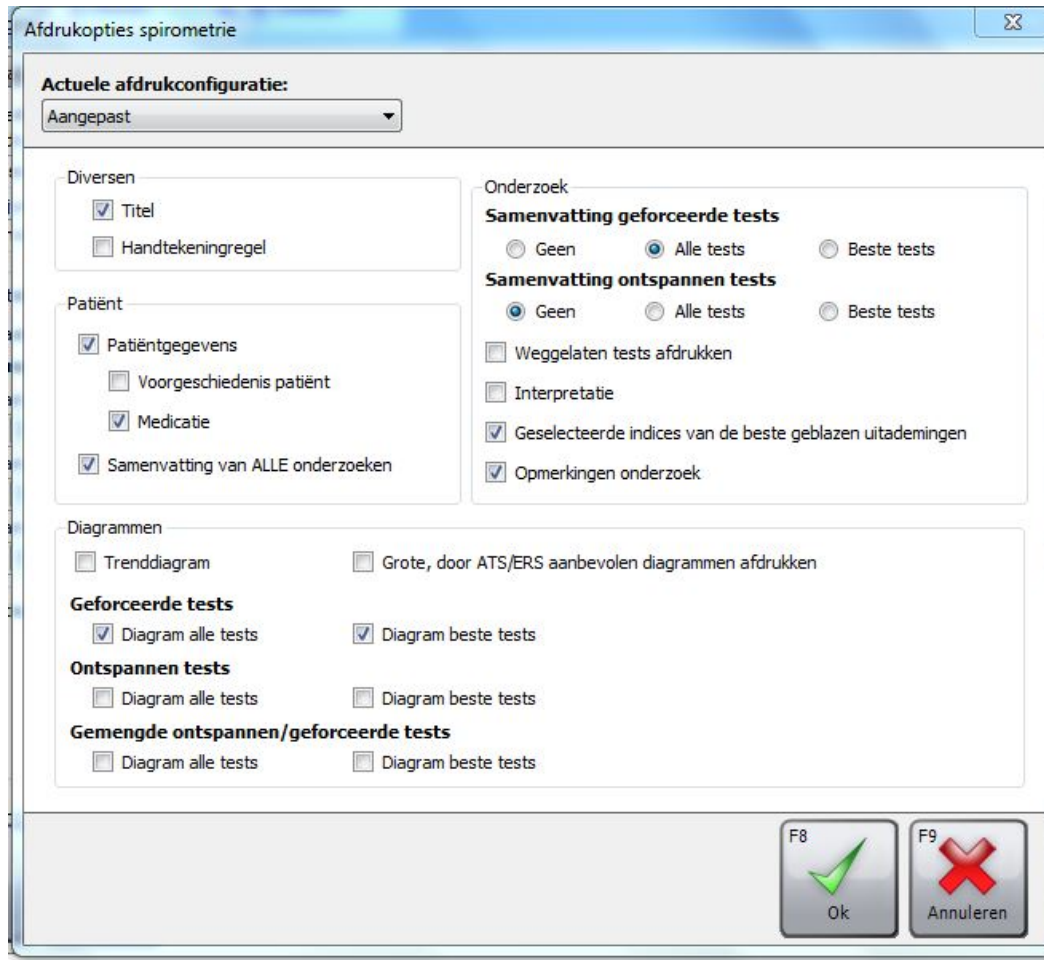 Afdrukopties spirometrie
Actuele afdrukconfiguratie:
Aangepast
Diversen
Titel
Handtekeningregel
Patiënt
Patiëntgegevens
Voorgeschiedenis patiënt
Medicatie
Samenvatting van ALLE onderzoeken
Onderzoek
Samenvatting geforceerde tests
Geen Alle tests Beste tests
Samenvatting ontspannen tests
Geen Alle tests Beste tests
Weggelaten tests afdrukken
Interpretatie
Geselecteerde indices van de beste geblazen uitademingen
Opmerkingen onderzoek
Diagrammen
Trenddiagram Grote, door ATS/ERS aanbevolen diagrammen afdrukken
Geforceerde tests
Diagram alle tests Diagram beste tests
Ontspannen tests
Diagram alle tests Diagram beste tests
Gemengde ontspannen/geforceerde tests
Diagram alle tests Diagram beste tests
F8 F9
Ok Annuleren